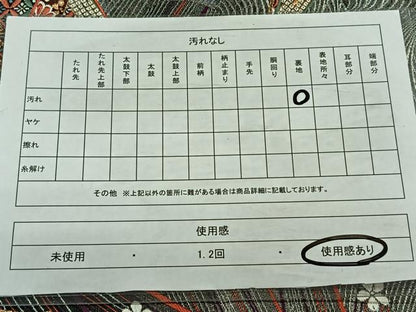 汚れなし
たれ先 たれ先上部 太鼓下部 太鼓 太鼓上部 前柄 柄止まり 手先 胴回り 裏地 表地所々 耳部分 端部分
汚れ ○
ヤケ
擦れ
糸解け
その他 ※上記以外の箇所に難がある場合は商品詳細に記載しております。
使用感
未使用 ・ 1.2回 ・ 使用感あり